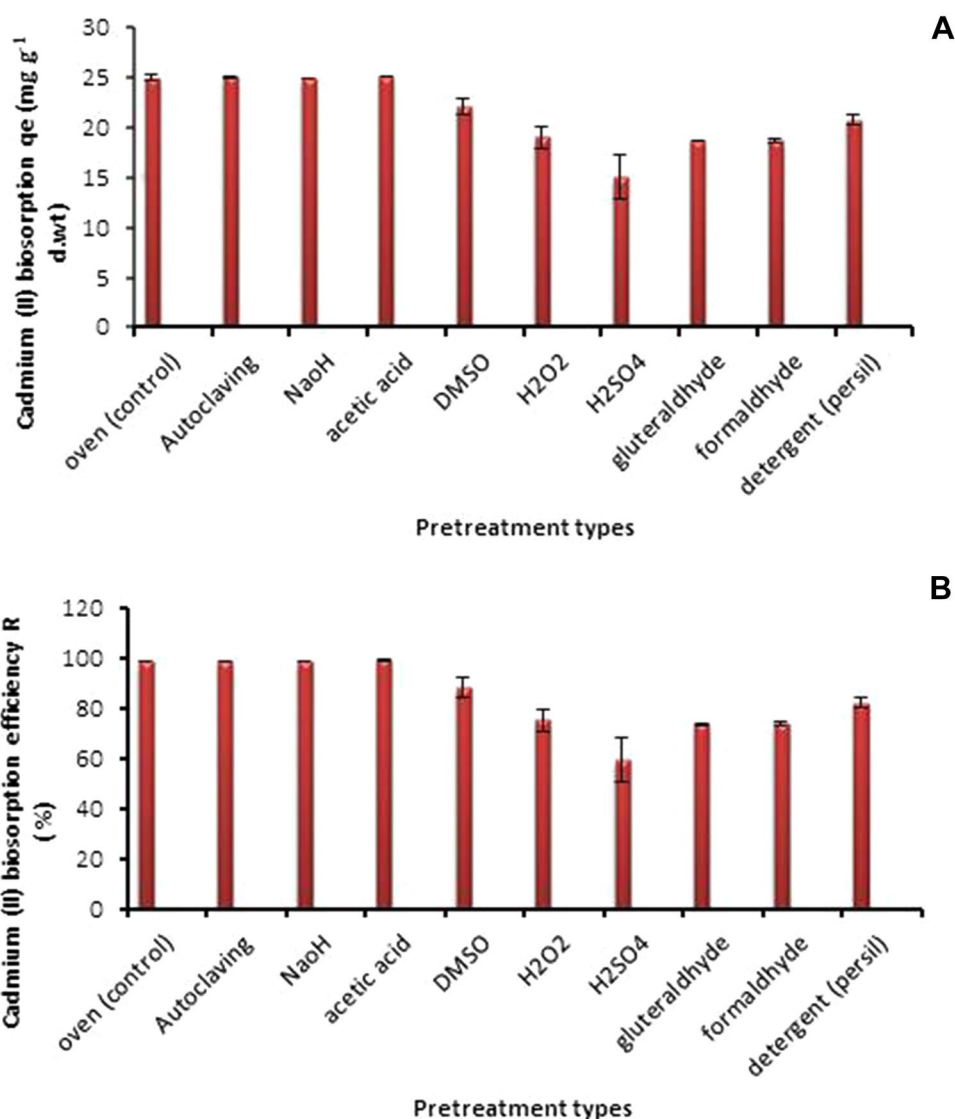 A
Cadmium (II) biosorption qe (mg g-1
d.wt)
30
25
20
15
10
5
0
oven (control)
Autoclaving
NaoH
acetic acid
DMSO
H2O2
H2SO4
gluteraldhyde
formaldhyde
detergent (persil)
Pretreatment types
B
Cadmium (II) biosorption efficiency R
(%)
120
100
80
60
40
20
0
oven (control)
Autoclaving
NaoH
acetic acid
DMSO
H2O2
H2SO4
gluteraldhyde
formaldhyde
detergent (persil)
Pretreatment types